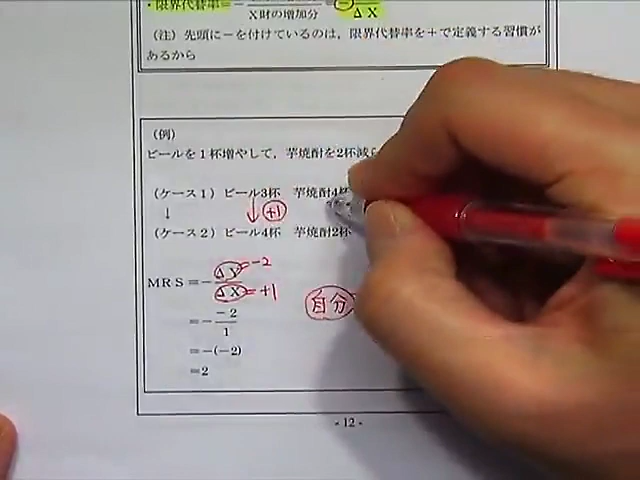 ・限界代替率=－ X財の増加分 =－ ΔX
(注) 先頭に－を付けているのは，限界代替率を＋で定義する習慣が
あるから
(例)
ビールを1杯増やして，芋焼酎を2杯減ら
(ケース1) ビール3杯 芋焼酎4杯
↓ +1
(ケース2) ビール4杯 芋焼酎2杯
ΔY = -2
MRS=－
ΔX = +1
自分
-2
=－
1
=-(-2)
=2
- 12 -